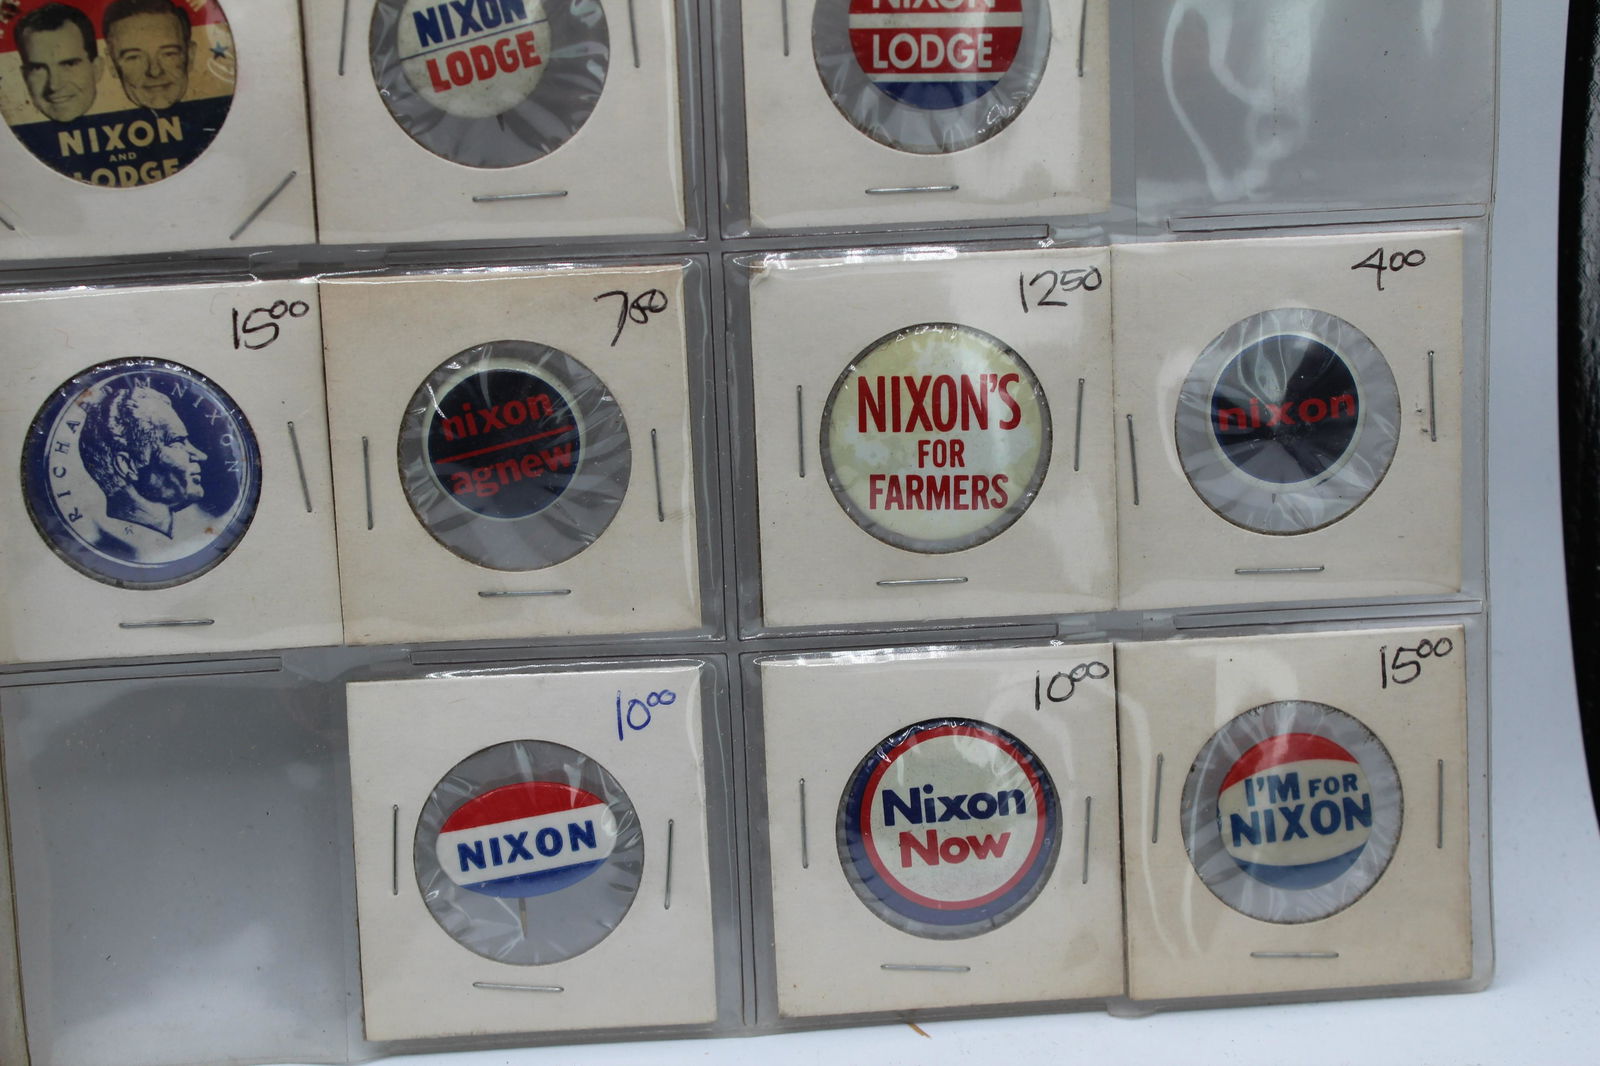 NIXON
AND
LODGE
NIXON
LODGE
NIXON
LODGE
15 00
RICHARD M NIXON
7 50
nixon
agnew
12 50
NIXON'S
FOR
FARMERS
4 00
nixon
10 00
NIXON
10 00
Nixon
Now
15 00
I'M FOR
NIXON